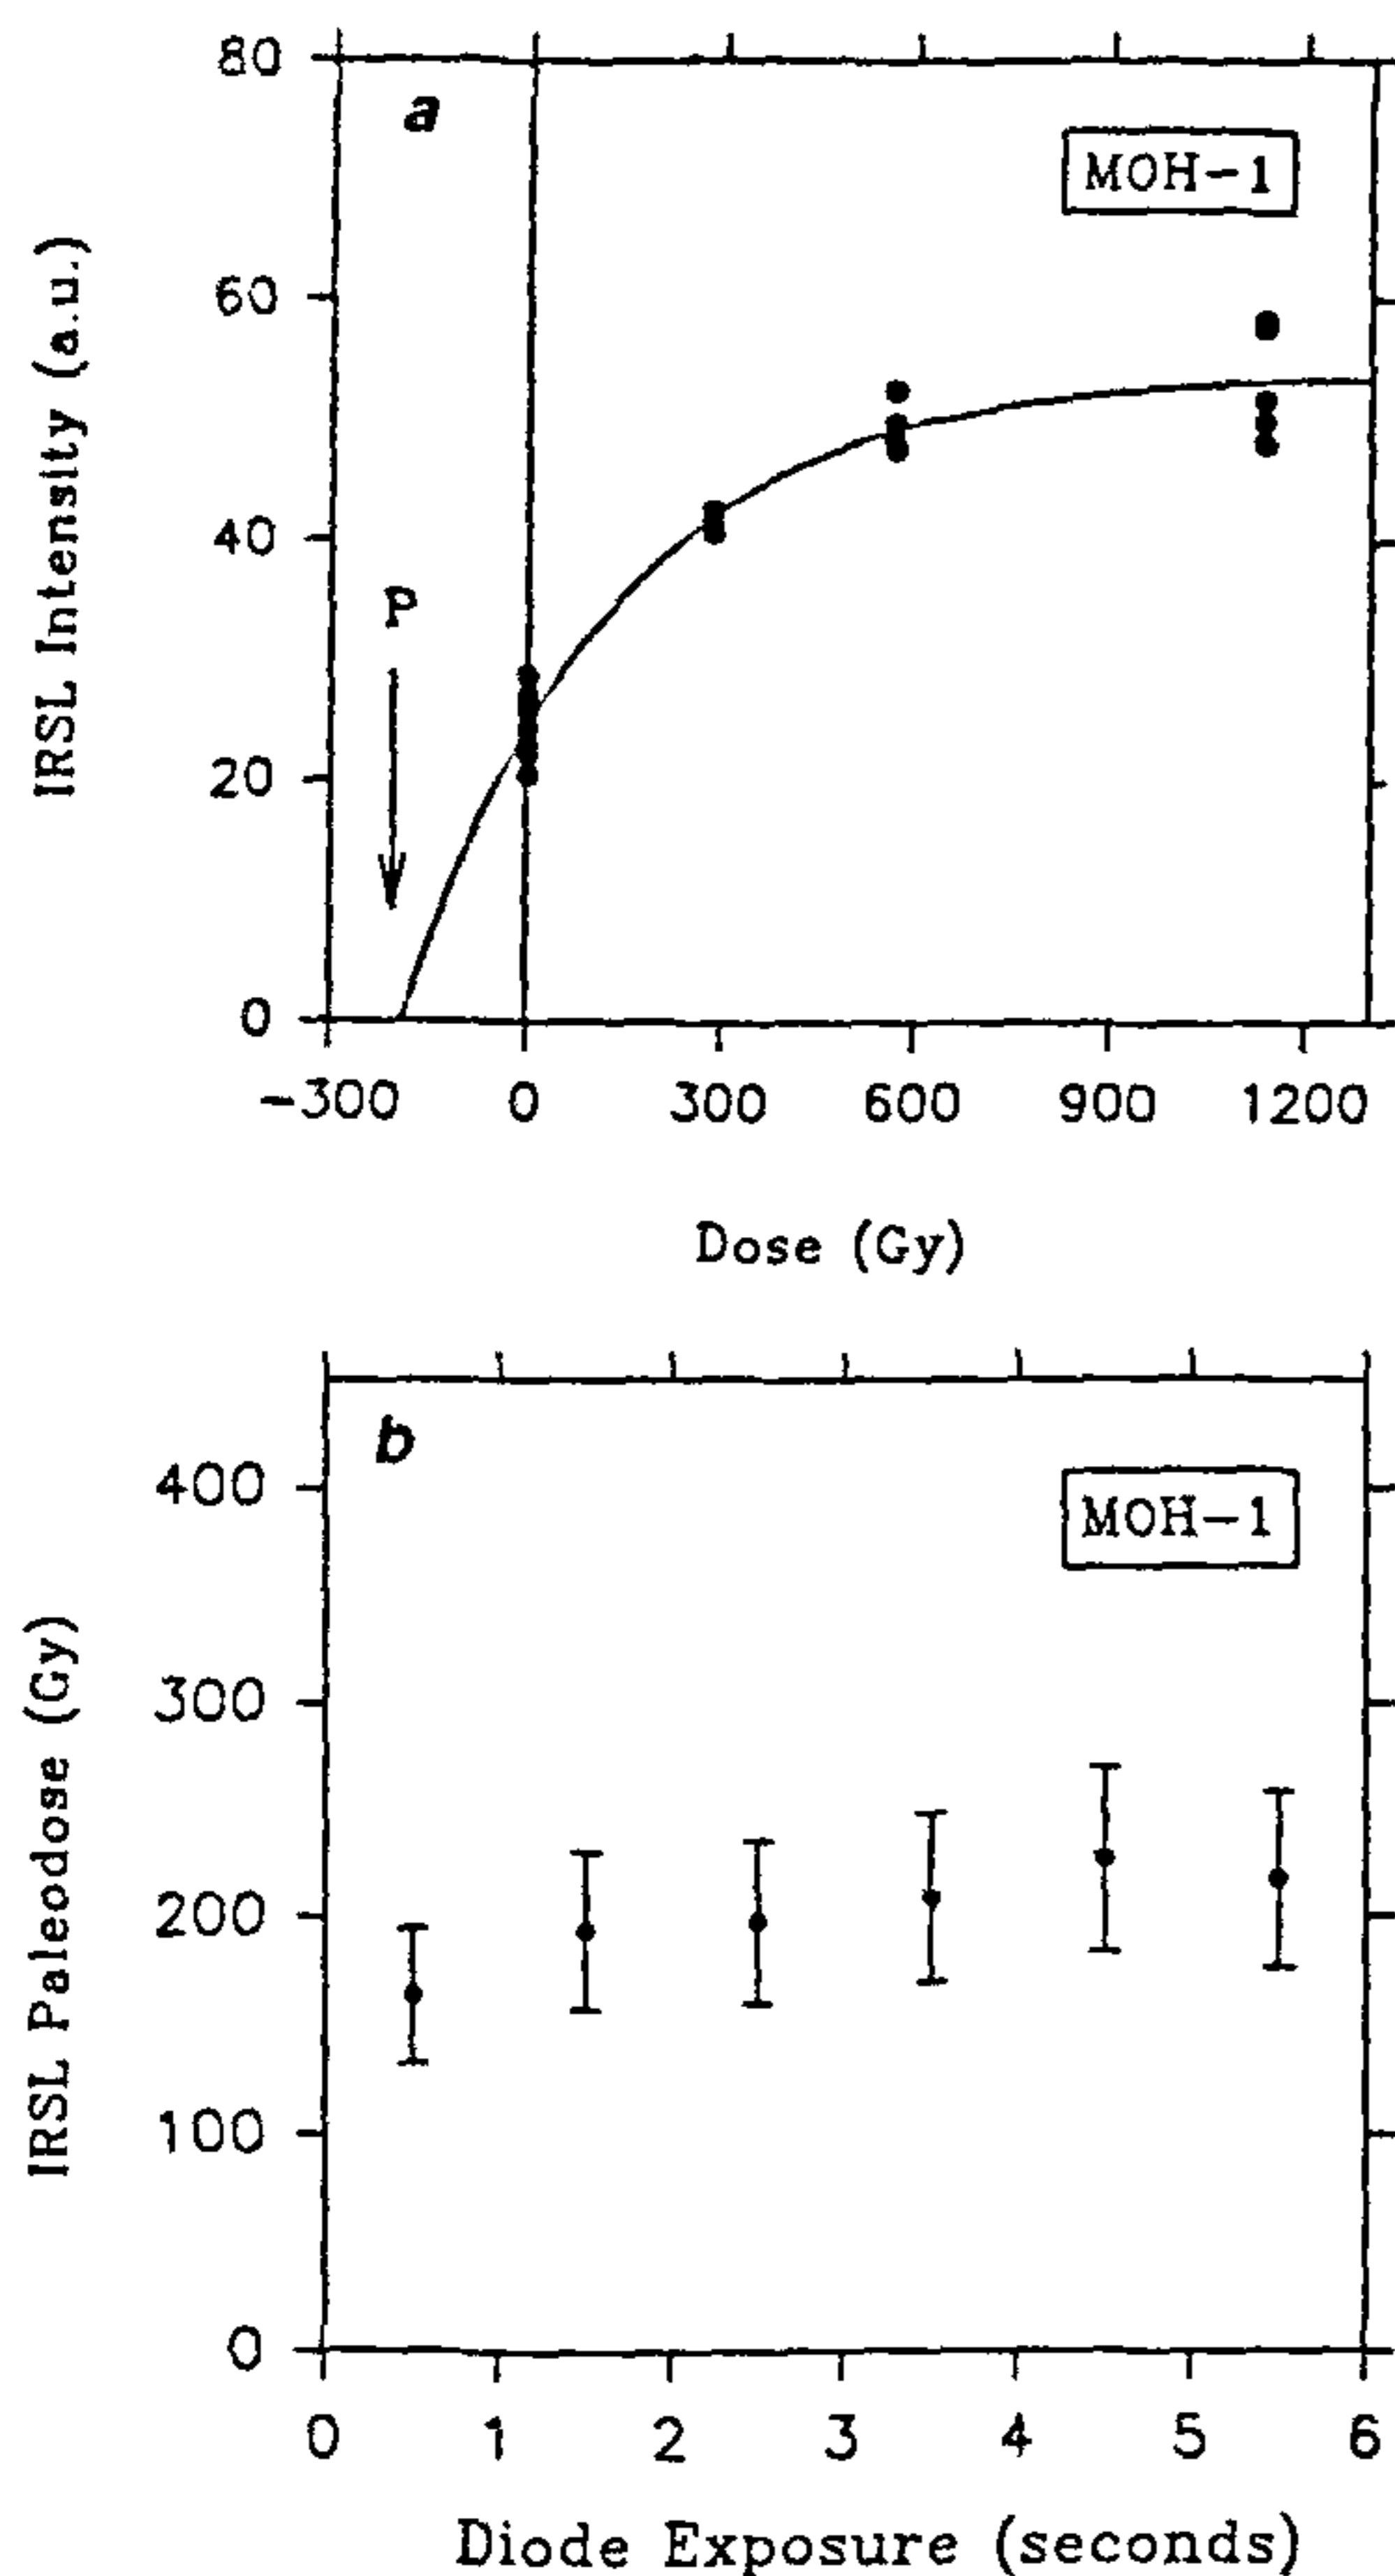 80
a
MOH-1
60
IRSL Intensity (a.u.)
40
P
20
0
-300 0 300 600 900 1200
Dose (Gy)
b
400
MOH-1
300
IRSL Paleodose (Gy)
200
100
0
0 1 2 3 4 5 6
Diode Exposure (seconds)